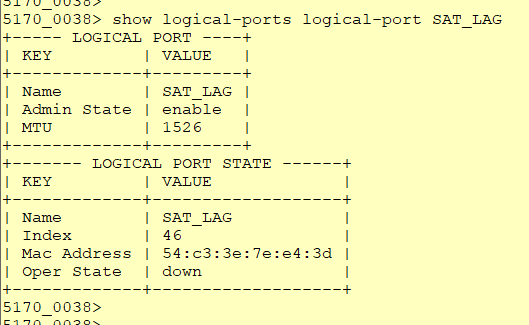 5170_0038>
5170_0038> show logical-ports logical-port SAT_LAG
+----- LOGICAL PORT ----+
| KEY         | VALUE   |
+-------------+---------+
| Name        | SAT_LAG |
| Admin State | enable  |
| MTU         | 1526    |
+-------------+---------+
+------- LOGICAL PORT STATE ------+
| KEY         | VALUE             |
+-------------+-------------------+
| Name        | SAT_LAG           |
| Index       | 46                |
| Mac Address | 54:c3:3e:7e:e4:3d |
| Oper State  | down              |
+-------------+-------------------+
5170_0038>
5170_0038>